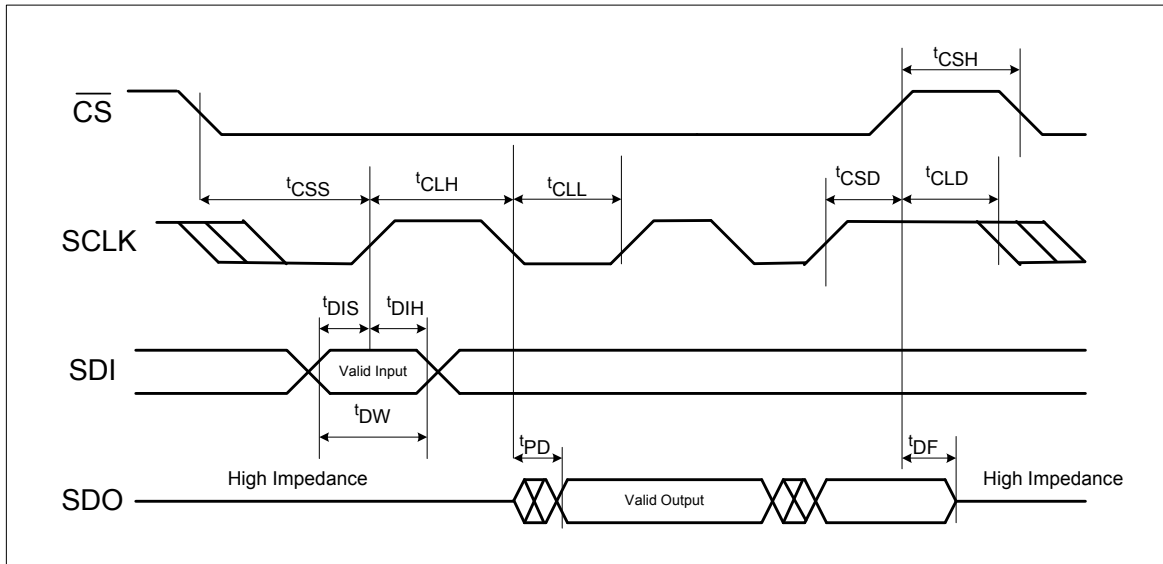 tCSH
CS
tCSS tCLH tCLL tCSD tCLD
SCLK
tDIS tDIH
SDI Valid Input
tDW
tPD tDF
High Impedance High Impedance
SDO Valid Output